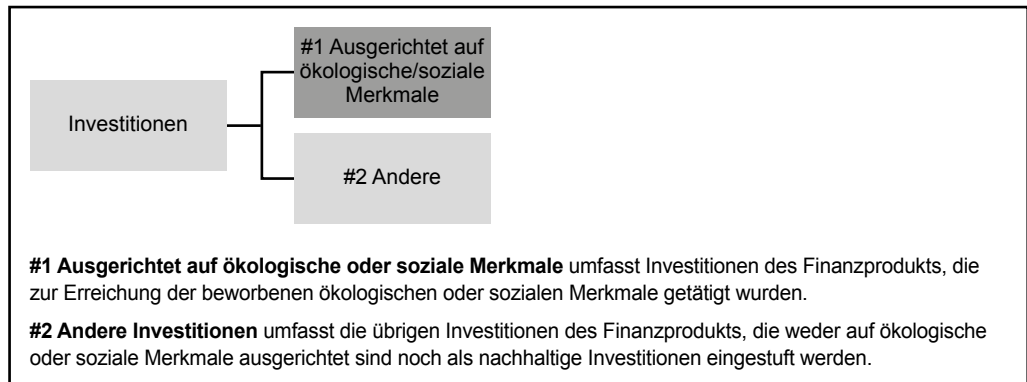 #1 Ausgerichtet auf
ökologische/soziale
Merkmale
Investitionen
#2 Andere
#1 Ausgerichtet auf ökologische oder soziale Merkmale umfasst Investitionen des Finanzprodukts, die
zur Erreichung der beworbenen ökologischen oder sozialen Merkmale getätigt wurden.
#2 Andere Investitionen umfasst die übrigen Investitionen des Finanzprodukts, die weder auf ökologische
oder soziale Merkmale ausgerichtet sind noch als nachhaltige Investitionen eingestuft werden.